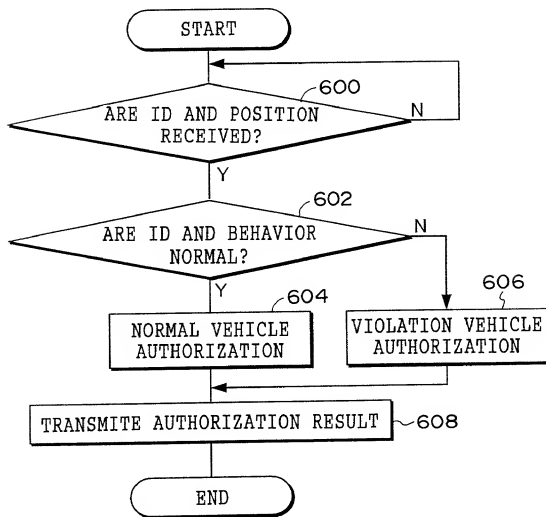 START
600
ARE ID AND POSITION
RECEIVED?
N
Y
602
ARE ID AND BEHAVIOR
NORMAL?
N
Y
604
NORMAL VEHICLE
AUTHORIZATION
606
VIOLATION VEHICLE
AUTHORIZATION
TRANSMITE AUTHORIZATION RESULT
608
END